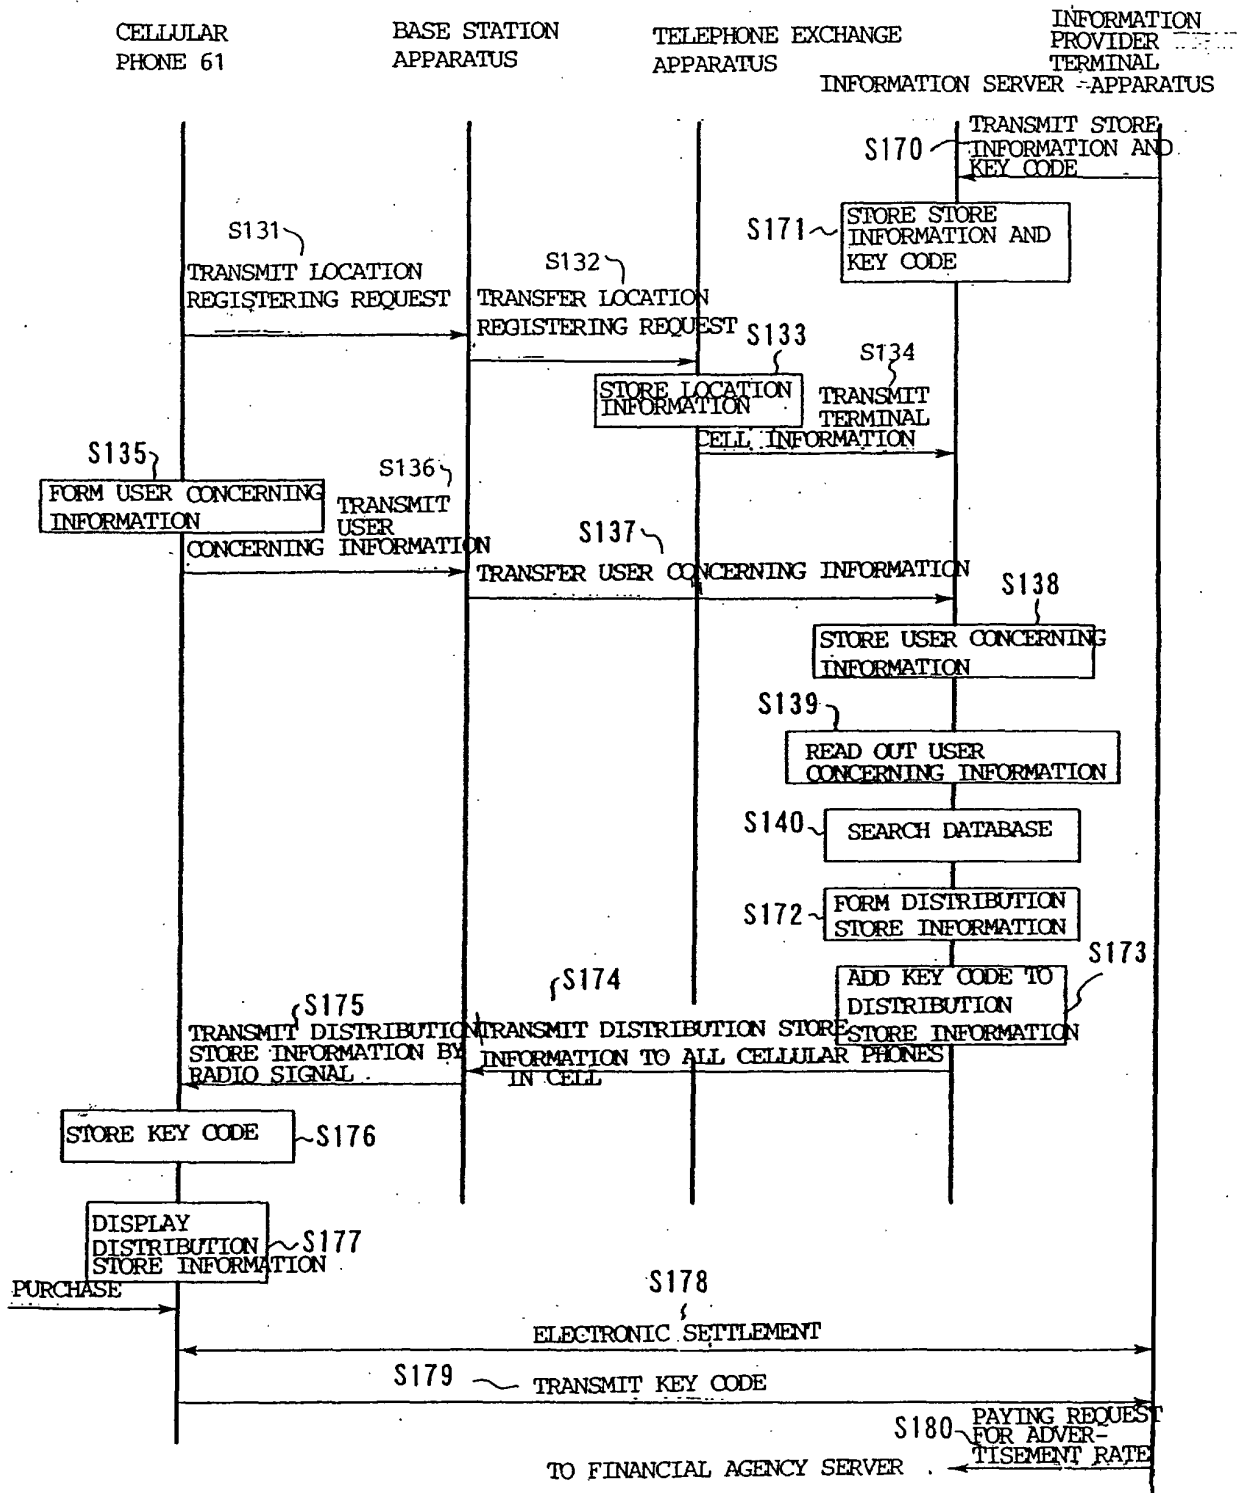 CELLULAR
PHONE 61
BASE STATION
APPARATUS
TELEPHONE EXCHANGE
APPARATUS
INFORMATION
PROVIDER
TERMINAL
INFORMATION SERVER APPARATUS
S170
TRANSMIT STORE
INFORMATION AND
KEY CODE
S171
STORE STORE
INFORMATION AND
KEY CODE
S131
TRANSMIT LOCATION
REGISTERING REQUEST
S132
TRANSFER LOCATION
REGISTERING REQUEST
S133
STORE LOCATION
INFORMATION
S134
TRANSMIT
TERMINAL
CELL INFORMATION
S135
FORM USER CONCERNING
INFORMATION
S136
TRANSMIT
USER
CONCERNING INFORMATION
S137
TRANSFER USER CONCERNING INFORMATION
S138
STORE USER CONCERNING
INFORMATION
S139
READ OUT USER
CONCERNING INFORMATION
S140
SEARCH DATABASE
S172
FORM DISTRIBUTION
STORE INFORMATION
S173
ADD KEY CODE TO
DISTRIBUTION
STORE INFORMATION
S174
TRANSMIT DISTRIBUTION STORE
INFORMATION TO ALL CELLULAR PHONES
IN CELL
S175
TRANSMIT DISTRIBUTION
STORE INFORMATION BY
RADIO SIGNAL
STORE KEY CODE
S176
DISPLAY
DISTRIBUTION
STORE INFORMATION
S177
PURCHASE
S178
ELECTRONIC SETTLEMENT
S179
TRANSMIT KEY CODE
S180
PAYING REQUEST
FOR ADVER-
TISEMENT RATE
TO FINANCIAL AGENCY SERVER